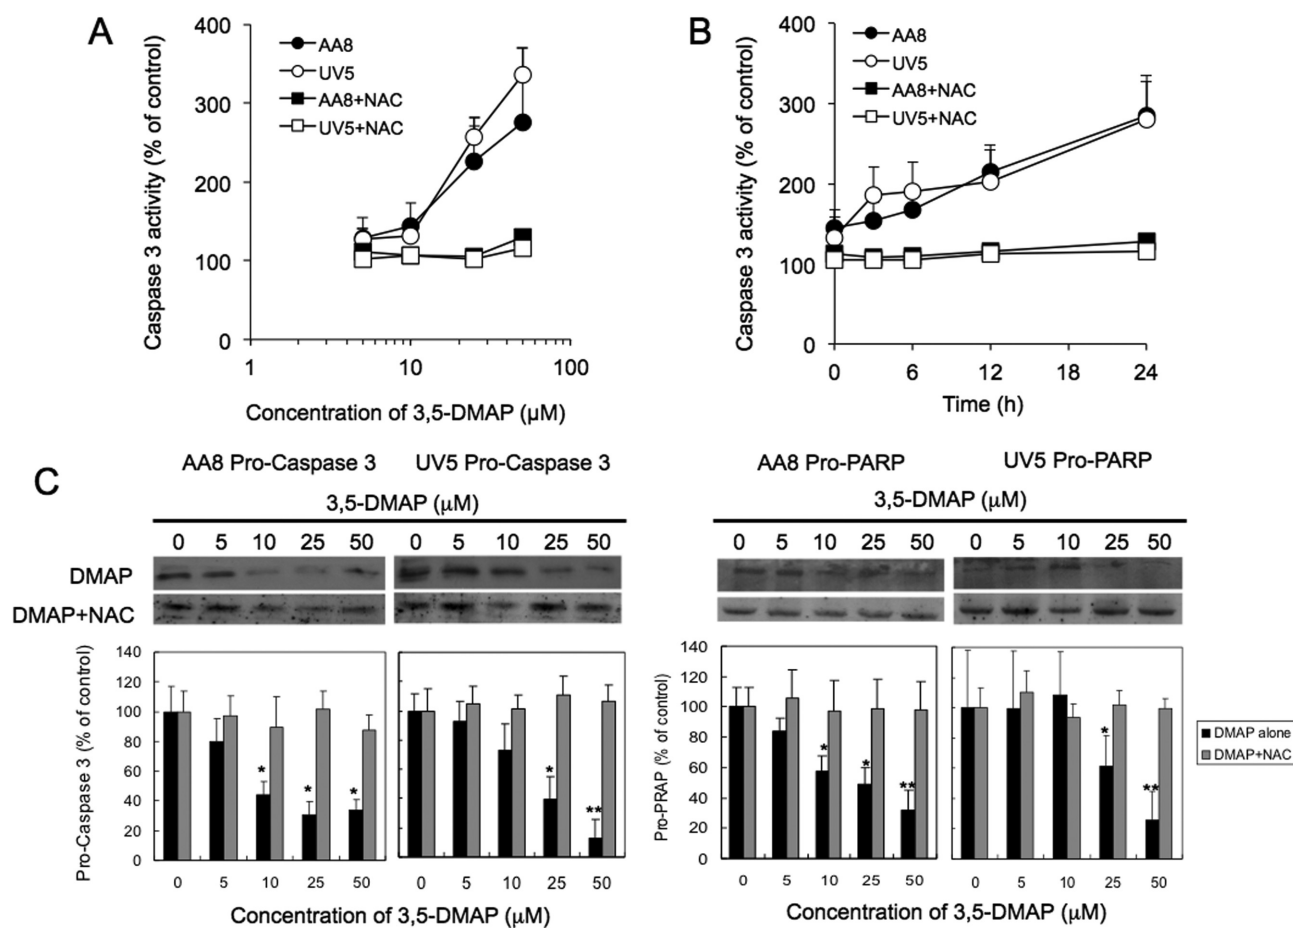 A
400
300
200
100
0
Caspase 3 activity (% of control)
AA8
UV5
AA8+NAC
UV5+NAC
1 10 100
Concentration of 3,5-DMAP (µM)
B
400
300
200
100
0
Caspase 3 activity (% of control)
AA8
UV5
AA8+NAC
UV5+NAC
0 6 12 18 24
Time (h)
C
AA8 Pro-Caspase 3 UV5 Pro-Caspase 3
3,5-DMAP (µM)
0 5 10 25 50 0 5 10 25 50
DMAP
DMAP+NAC
AA8 Pro-PARP UV5 Pro-PARP
3,5-DMAP (µM)
0 5 10 25 50 0 5 10 25 50
Pro-Caspase 3 (% of control)
140
120
100
80
60
40
20
0
* * * * **
0 5 10 25 50 0 5 10 25 50
Concentration of 3,5-DMAP (µM)
Pro-PRAP (% of control)
140
120
100
80
60
40
20
0
* * ** * **
0 5 10 25 50 0 5 10 25 50
Concentration of 3,5-DMAP (µM)
DMAP alone
DMAP+NAC